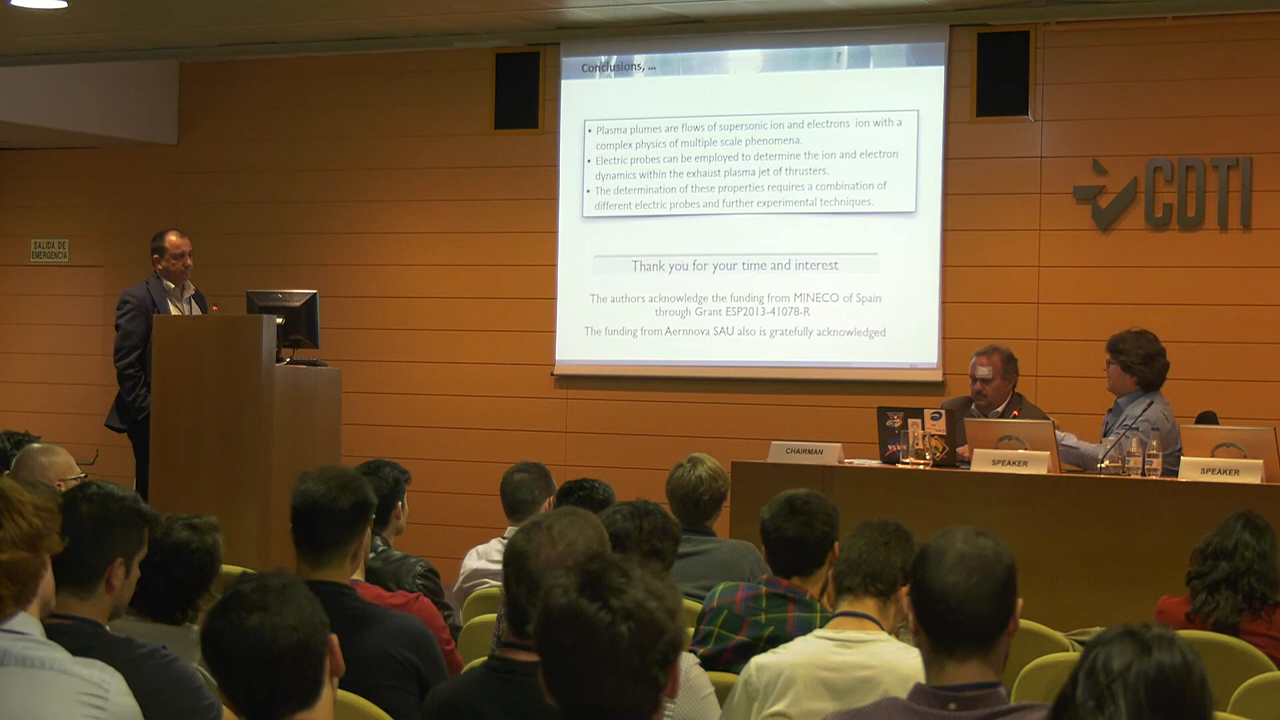 Conclusions, ...
• Plasma plumes are flows of supersonic ion and electrons ion with a
complex physics of multiple scale phenomena.
• Electric probes can be employed to determine the ion and electron
dynamics within the exhaust plasma jet of thrusters.
• The determination of these properties requires a combination of
different electric probes and further experimental techniques.
Thank you for your time and interest
The authors acknowledge the funding from MINECO of Spain
through Grant ESP2013-41078-R
The funding from Aernnova SAU also is gratefully acknowledged
CDTI
SALIDA DE
EMERGENCIA
CHAIRMAN
SPEAKER
SPEAKER